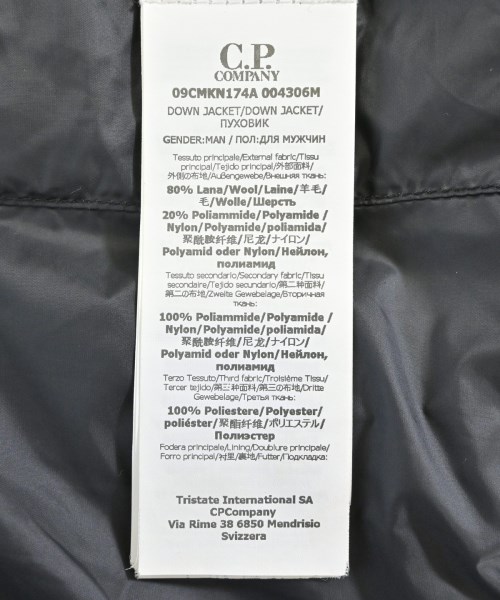 C.P.
COMPANY
09CMKN174A 004306M
DOWN JACKET/DOWN JACKET/
ПУХОВИК
GENDER:MAN / ПОЛ:ДЛЯ МУЖЧИН
Tessuto principale/External fabric/Tissu
principal/Tejido principal/外部面料/
外側の布地/Außengewebe/Внешняя ткань:
80% Lana/Wool/Laine/羊毛/
毛/Wolle/Шерсть
20% Poliammide/Polyamide /
Nylon/Polyamide/poliamida/
聚酰胺纤维/尼龙/ナイロン/
Polyamid oder Nylon/Нейлон,
полиамид
Tessuto secondario/Secondary fabric/Tissu
secondaire/Tejido secundario/第二种面料/
第二の布地/Zweite Gewebelage/Вторичная
ткань:
100% Poliammide/Polyamide /
Nylon/Polyamide/poliamida/
聚酰胺纤维/尼龙/ナイロン/
Polyamid oder Nylon/Нейлон,
полиамид
Terzo Tessuto/Third fabric/Troisième Tissu/
Tercer tejido/第三种面料/第三の布地/Dritte
Gewebelage/Третья ткань:
100% Poliestere/Polyester/
poliéster/聚酯纤维/ポリエステル/
Полиэстер
Fodera principale/Lining/Doublure principale/
Forro principal/衬里/裏地/Futter/Подкладка:
Tristate International SA
CPCompany
Via Rime 38 6850 Mendrisio
Svizzera